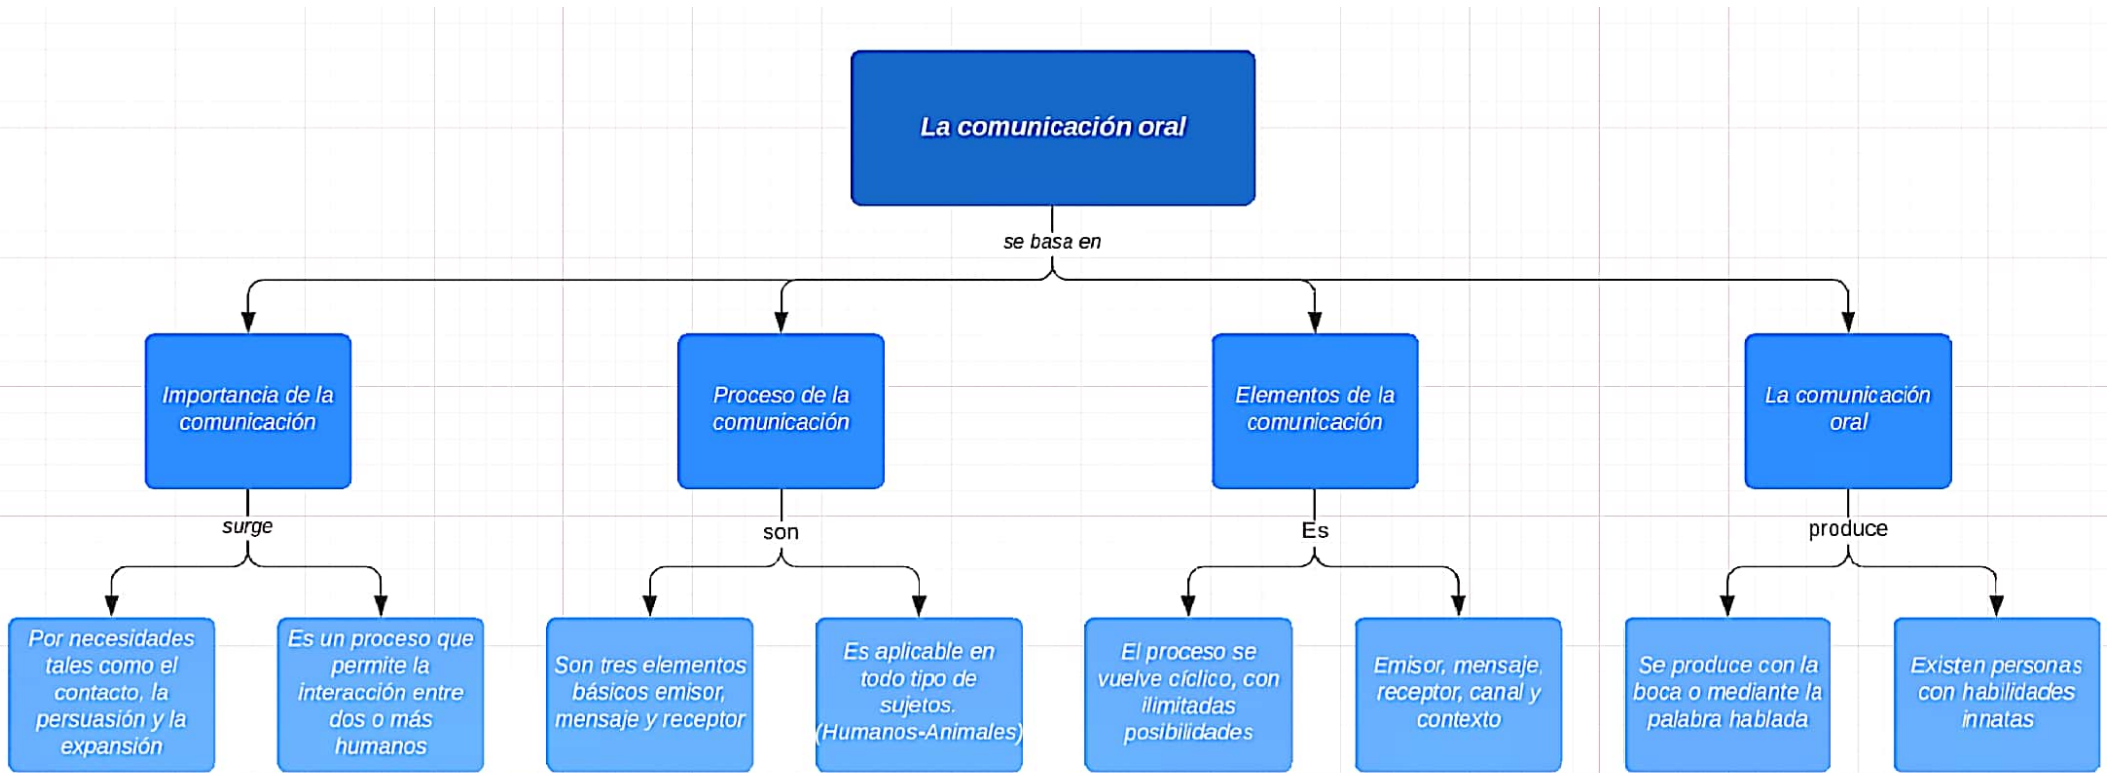 La comunicación oral
se basa en
Importancia de la
comunicación
Proceso de la
comunicación
Elementos de la
comunicación
La comunicación
oral
surge
son
Es
produce
Por necesidades
tales como el
contacto, la
persuasión y la
expansión
Es un proceso que
permite la
interacción entre
dos o más
humanos
Son tres elementos
básicos emisor,
mensaje y receptor
Es aplicable en
todo tipo de
sujetos.
(Humanos-Animales)
El proceso se
vuelve cíclico, con
ilimitadas
posibilidades
Emisor, mensaje,
receptor, canal y
contexto
Se produce con la
boca o mediante la
palabra hablada
Existen personas
con habilidades
innatas